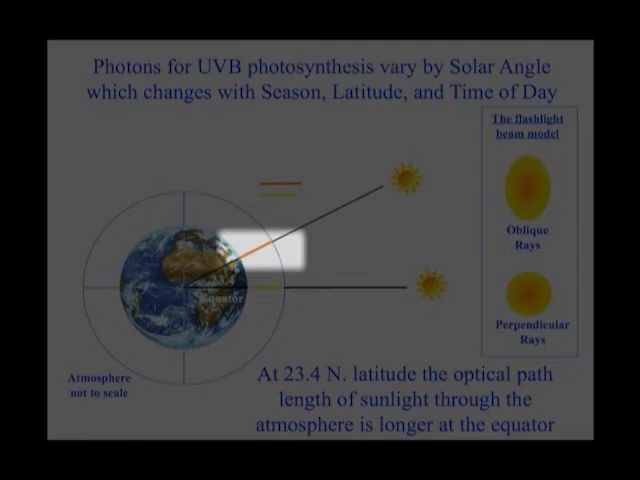 Photons for UVB photosynthesis vary by Solar Angle
which changes with Season, Latitude, and Time of Day
The flashlight
beam model
Oblique
Rays
23.4
Equator
Perpendicular
Rays
Atmosphere
not to scale
At 23.4 N. latitude the optical path
length of sunlight through the
atmosphere is longer at the equator